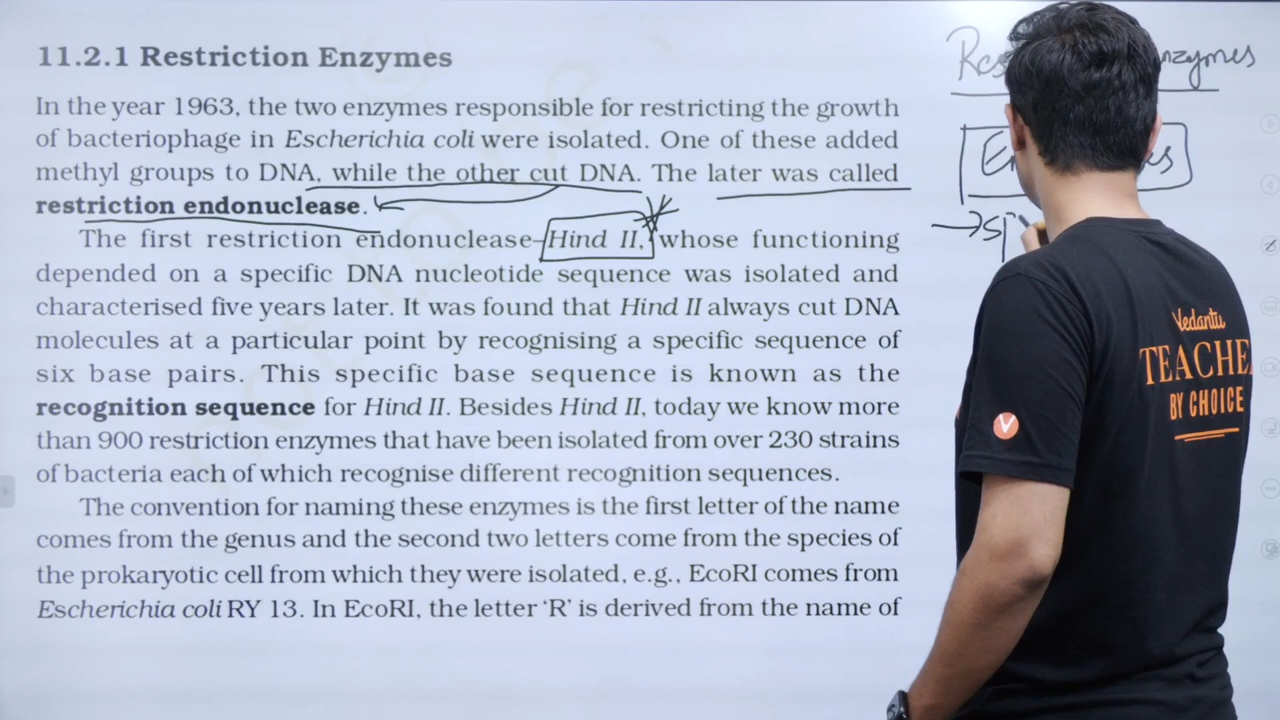 11.2.1 Restriction Enzymes
In the year 1963, the two enzymes responsible for restricting the growth
of bacteriophage in Escherichia coli were isolated. One of these added
methyl groups to DNA, while the other cut DNA. The later was called
restriction endonuclease.
The first restriction endonuclease–Hind II, whose functioning
depended on a specific DNA nucleotide sequence was isolated and
characterised five years later. It was found that Hind II always cut DNA
molecules at a particular point by recognising a specific sequence of
six base pairs. This specific base sequence is known as the
recognition sequence for Hind II. Besides Hind II, today we know more
than 900 restriction enzymes that have been isolated from over 230 strains
of bacteria each of which recognise different recognition sequences.
The convention for naming these enzymes is the first letter of the name
comes from the genus and the second two letters come from the species of
the prokaryotic cell from which they were isolated, e.g., EcoRI comes from
Escherichia coli RY 13. In EcoRI, the letter ‘R’ is derived from the name of
Vedantu
TEACHE
BY CHOICE